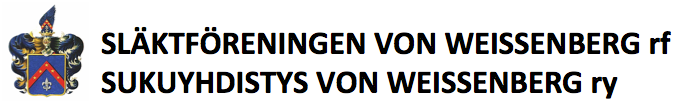 SLÄKTFÖRENINGEN VON WEISSENBERG rf
SUKUYHDISTYS VON WEISSENBERG ry